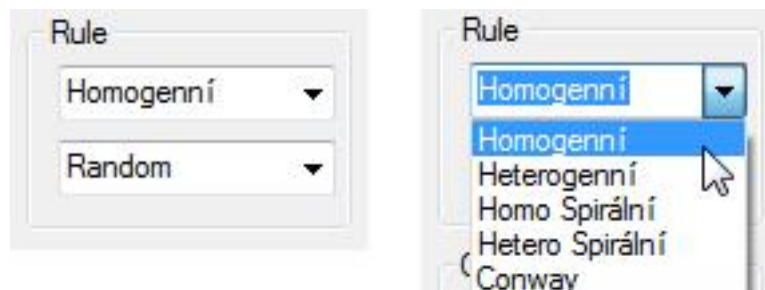 Rule
Homogenní
Random
Rule
Homogenní
Homogenní
Heterogenní
Homo Spirální
Hetero Spirální
Conway